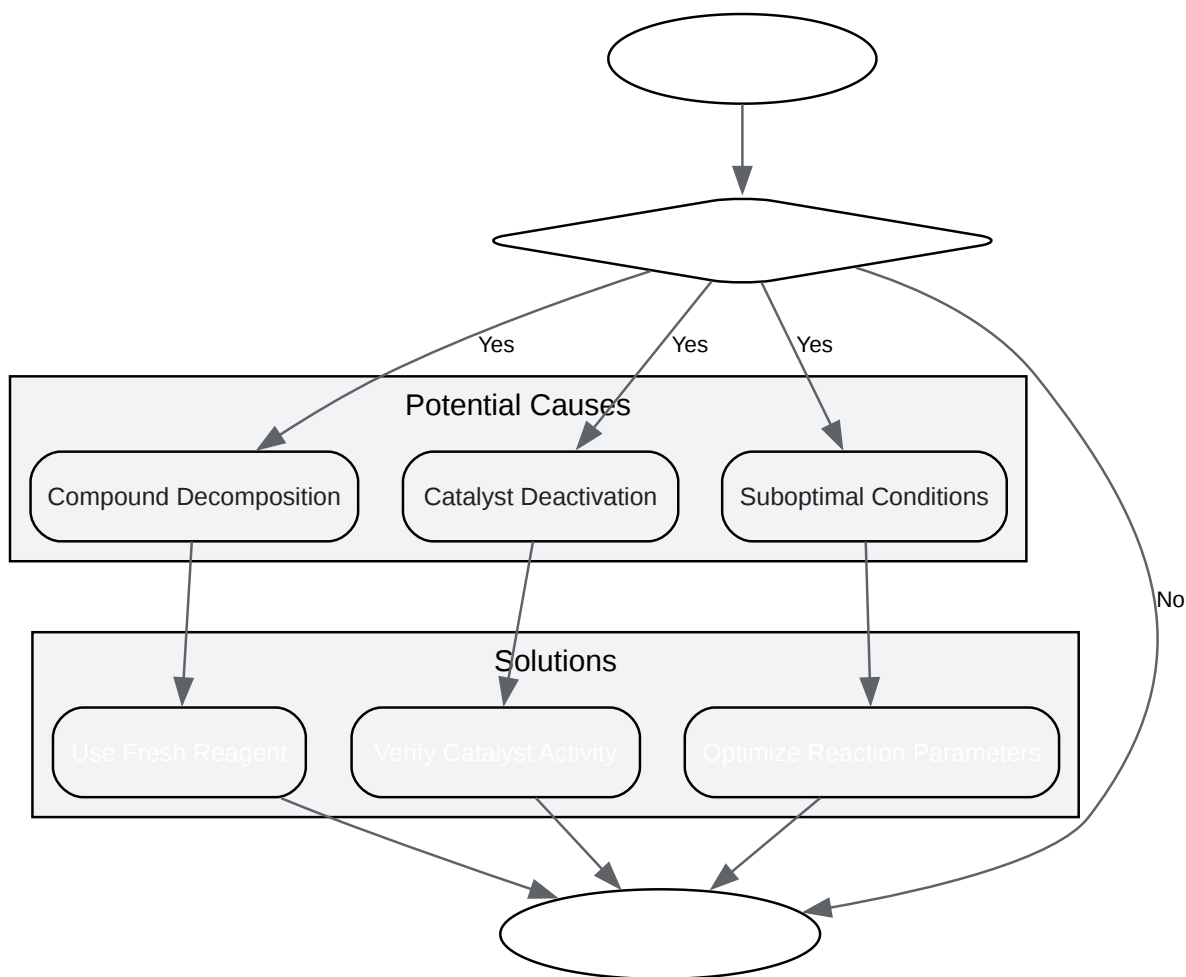 Yes
Yes
Yes
Potential Causes
Compound Decomposition
Catalyst Deactivation
Suboptimal Conditions
No
Solutions
Use Fresh Reagent
Verify Catalyst Activity
Optimize Reaction Parameters